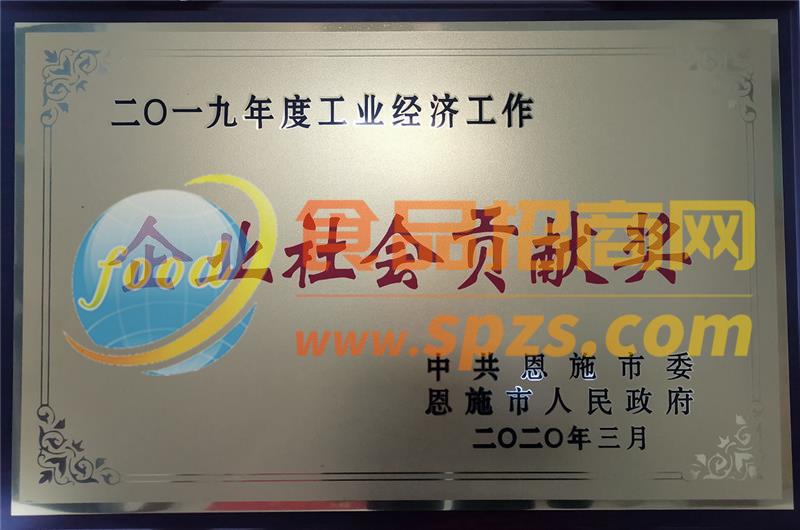 二〇一九年度工业经济工作
食品招商网
food
企业社会贡献奖
www.spzs.com
中共恩施市委
恩施市人民政府
二〇二〇年三月